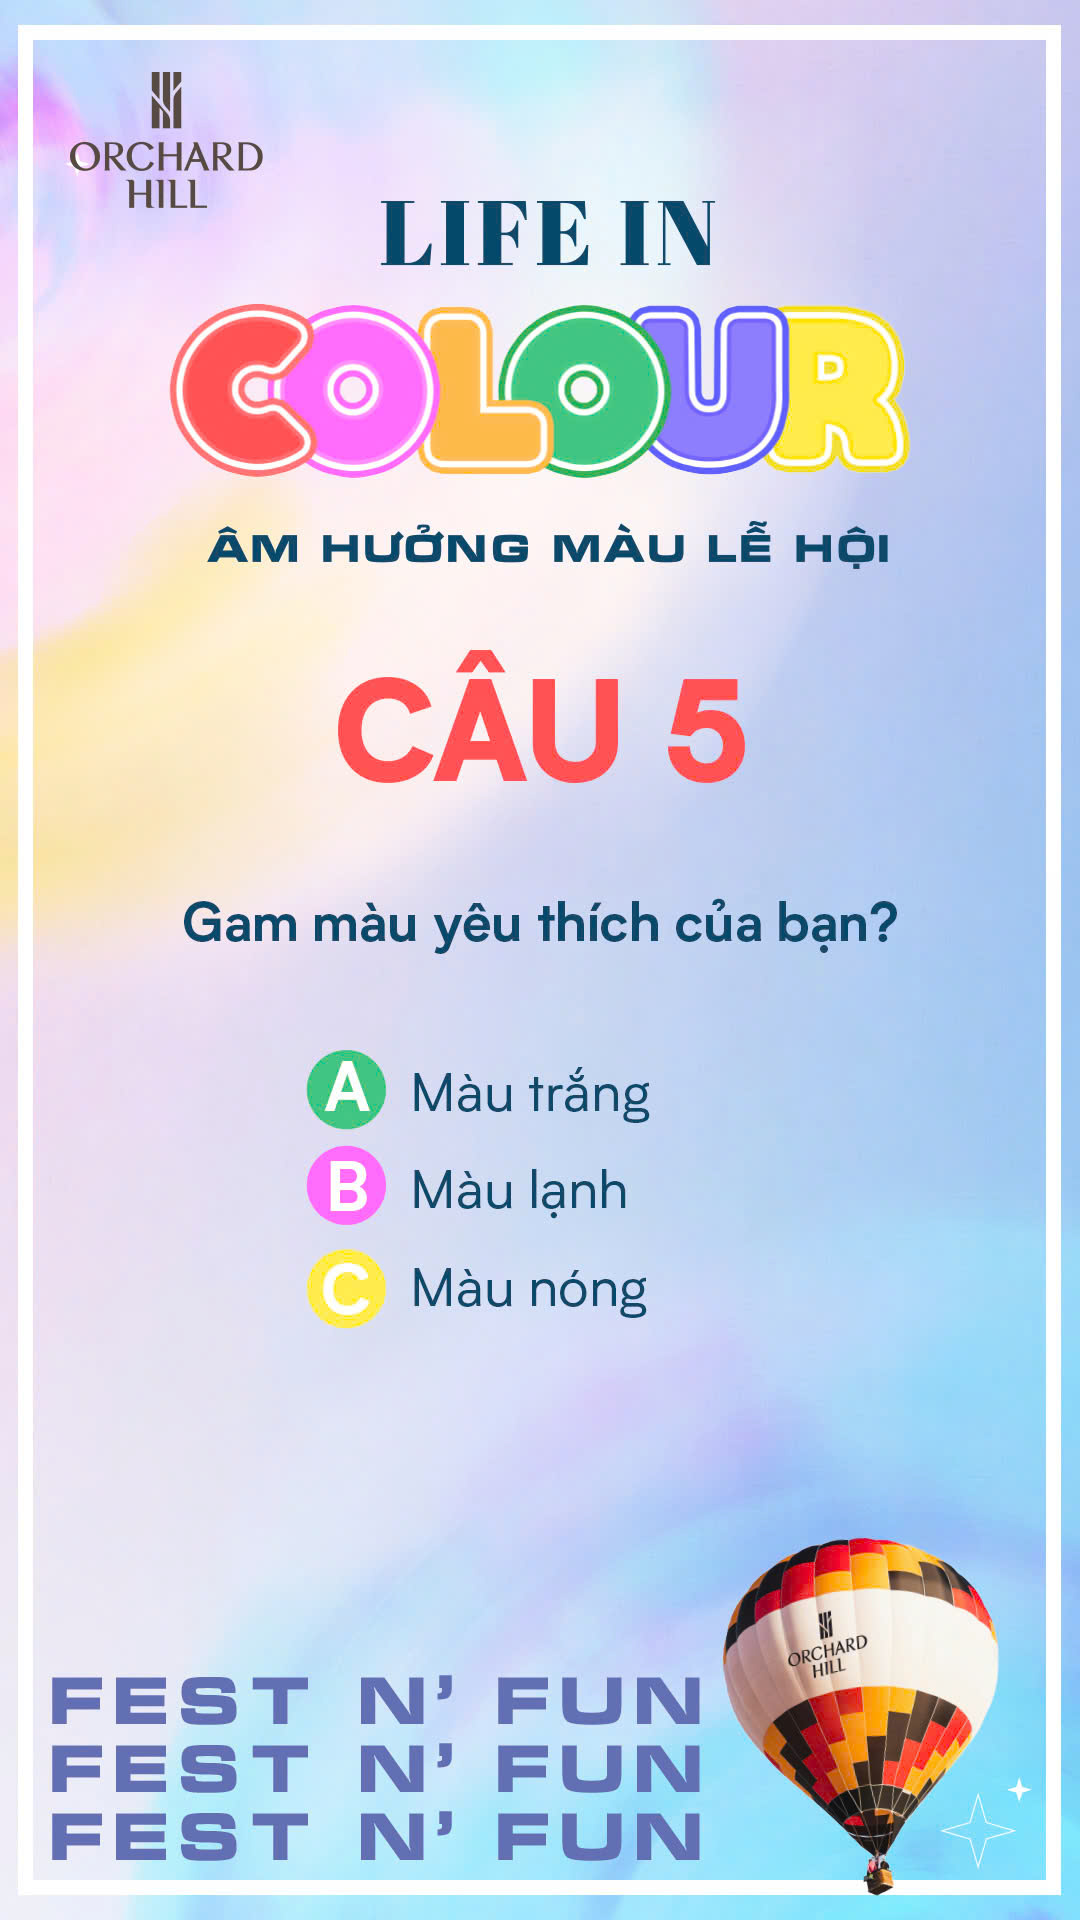 ORCHARD
HILL
LIFE IN
COLOUR
ÂM HƯỞNG MÀU LỄ HỘI
CÂU 5
Gam màu yêu thích của bạn?
A Màu trắng
B Màu lạnh
C Màu nóng
ORCHARD
HILL
FEST N’ FUN
FEST N’ FUN
FEST N’ FUN